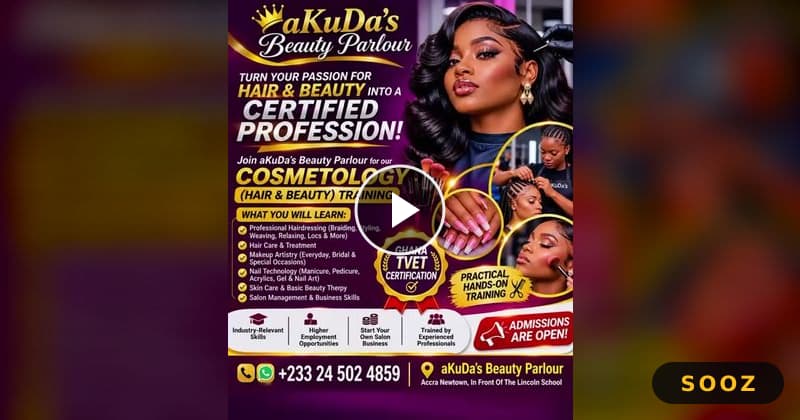 aKuDa's
Beauty Parlour
TURN YOUR PASSION FOR
HAIR & BEAUTY INTO A
CERTIFIED
PROFESSION!
Join aKuDa's Beauty Parlour for our
COSMETOLOGY
(HAIR & BEAUTY) TRAINING
WHAT YOU WILL LEARN:
Professional Hairdressing (Braiding, Styling,
Weaving, Relaxing, Locs & More)
Hair Care & Treatment
Makeup Artistry (Everyday, Bridal &
Special Occasions)
Nail Technology (Manicure, Pedicure,
Acrylics, Gel & Nail Art)
Skin Care & Basic Beauty Therpy
Salon Management & Business Skills
GHANA
TVET
CERTIFICATION
PRACTICAL
HANDS-ON
TRAINING
Industry-Relevant
Skills
Higher
Employment
Opportunities
Start Your
Own Salon
Business
Trained by
Experienced
Professionals
ADMISSIONS
ARE OPEN!
+233 24 502 4859
aKuDa's Beauty Parlour
Accra Newtown, In Front Of The Lincoln School
SOOZ